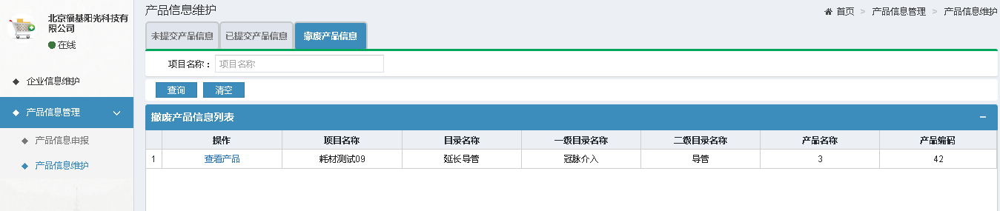 北京福基阳光科技有
限公司
在线
企业信息维护
产品信息管理
产品信息申报
产品信息维护
产品信息维护
首页 > 产品信息管理 > 产品信息维护
未提交产品信息 已提交产品信息 撤废产品信息
项目名称： 项目名称
查询 清空
撤废产品信息列表
操作 项目名称 目录名称 一级目录名称 二级目录名称 产品名称 产品编码
1 查看产品 耗材测试09 延长导管 冠脉介入 导管 3 42